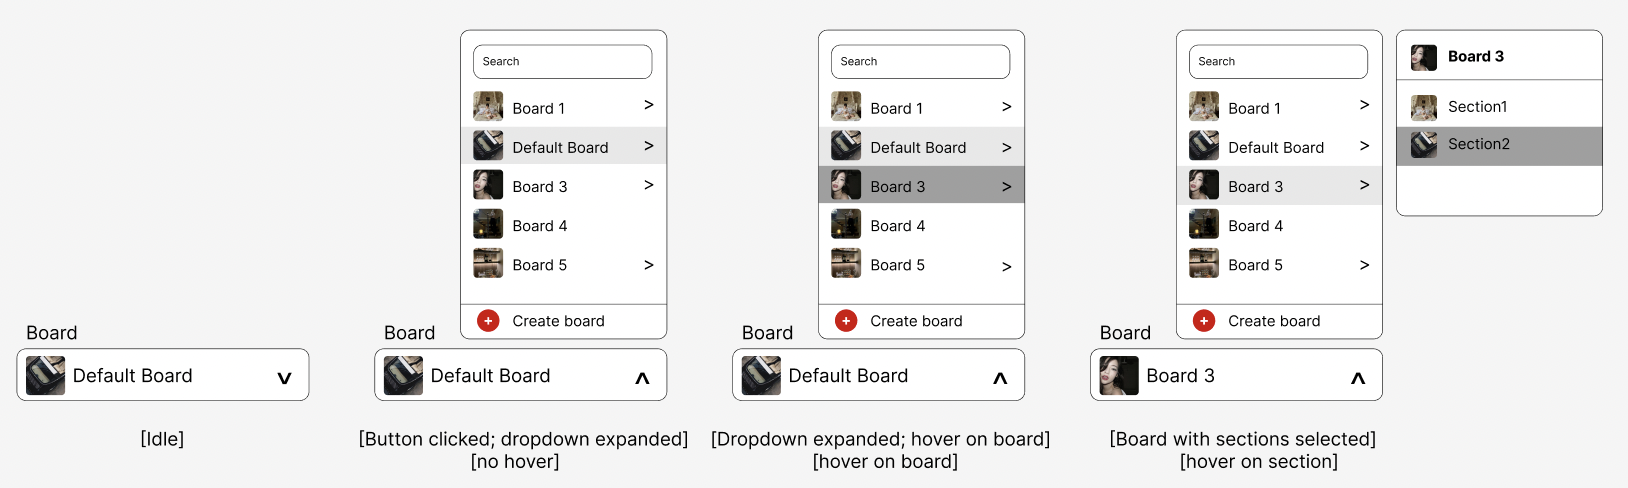 Board
Default Board
v
[Idle]
Search
Board 1 >
Default Board >
Board 3 >
Board 4
Board 5 >
+ Create board
Board
Default Board
^
[Button clicked; dropdown expanded]
[no hover]
Search
Board 1 >
Default Board >
Board 3 >
Board 4
Board 5 >
+ Create board
Board
Default Board
^
[Dropdown expanded; hover on board]
[hover on board]
Search
Board 1 >
Default Board >
Board 3 >
Board 4
Board 5 >
+ Create board
Board
Board 3
^
[Board with sections selected]
[hover on section]
Board 3
Section1
Section2